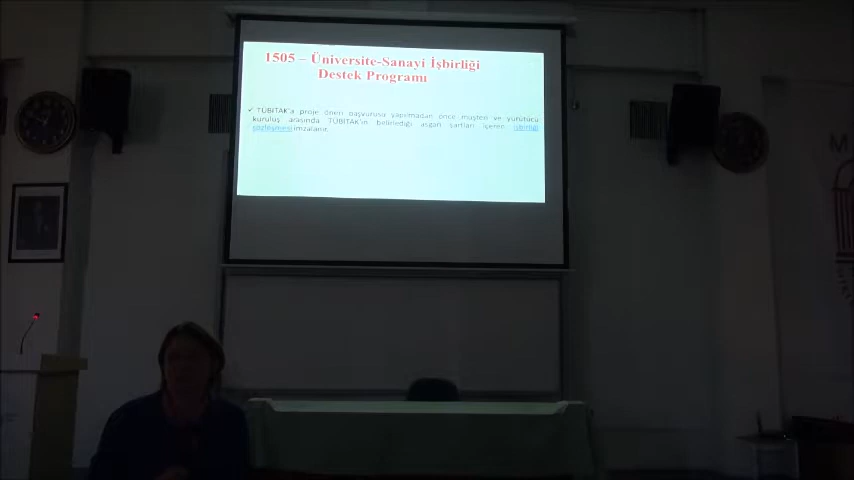 1505 – Üniversite-Sanayi İşbirliği
Destek Programı
✓ TÜBİTAK'a proje öneri başvurusu yapılmadan önce müşteri ve yürütücü
kuruluş arasında TÜBİTAK'ın belirlediği asgari şartları içeren işbirliği
sözleşmesi imzalanır.
M